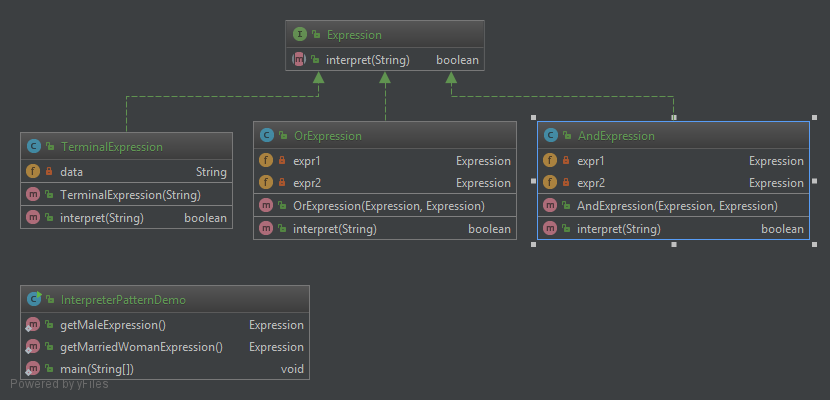 Expression
interpret(String) boolean
TerminalExpression
data String
TerminalExpression(String)
interpret(String) boolean
OrExpression
expr1 Expression
expr2 Expression
OrExpression(Expression, Expression)
interpret(String) boolean
AndExpression
expr1 Expression
expr2 Expression
AndExpression(Expression, Expression)
interpret(String) boolean
InterpreterPatternDemo
getMaleExpression() Expression
getMarriedWomanExpression() Expression
main(String[]) void
Powered by yFiles